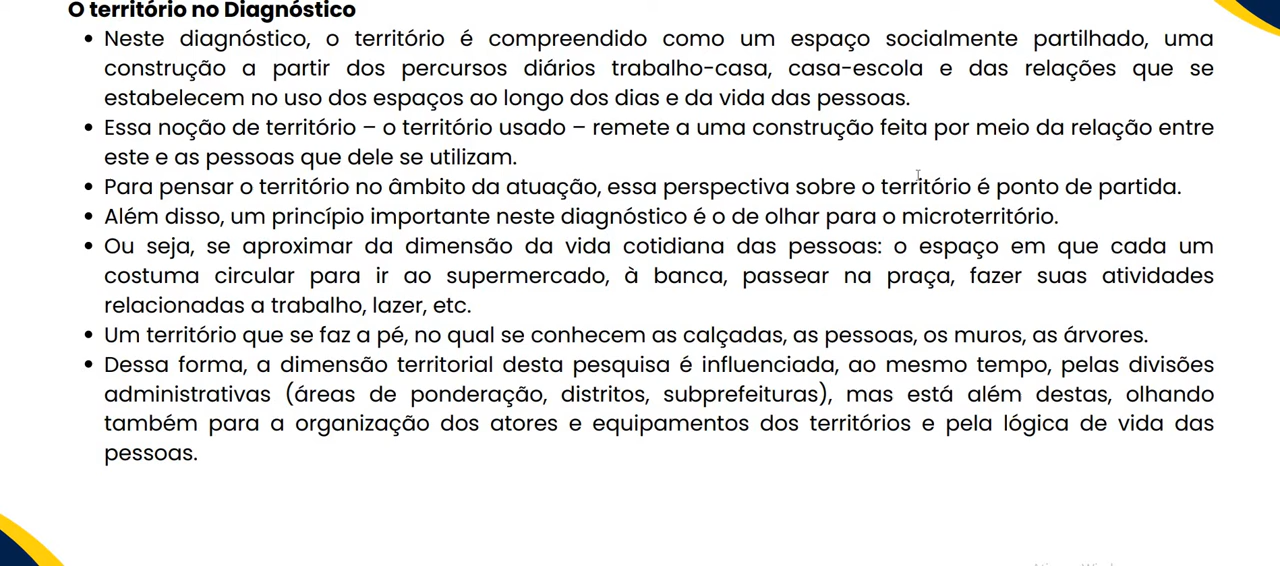 O território no Diagnóstico
• Neste diagnóstico, o território é compreendido como um espaço socialmente partilhado, uma
construção a partir dos percursos diários trabalho-casa, casa-escola e das relações que se
estabelecem no uso dos espaços ao longo dos dias e da vida das pessoas.
• Essa noção de território – o território usado – remete a uma construção feita por meio da relação entre
este e as pessoas que dele se utilizam.
• Para pensar o território no âmbito da atuação, essa perspectiva sobre o território é ponto de partida.
• Além disso, um princípio importante neste diagnóstico é o de olhar para o microterritório.
• Ou seja, se aproximar da dimensão da vida cotidiana das pessoas: o espaço em que cada um
costuma circular para ir ao supermercado, à banca, passear na praça, fazer suas atividades
relacionadas a trabalho, lazer, etc.
• Um território que se faz a pé, no qual se conhecem as calçadas, as pessoas, os muros, as árvores.
• Dessa forma, a dimensão territorial desta pesquisa é influenciada, ao mesmo tempo, pelas divisões
administrativas (áreas de ponderação, distritos, subprefeituras), mas está além destas, olhando
também para a organização dos atores e equipamentos dos territórios e pela lógica de vida das
pessoas.